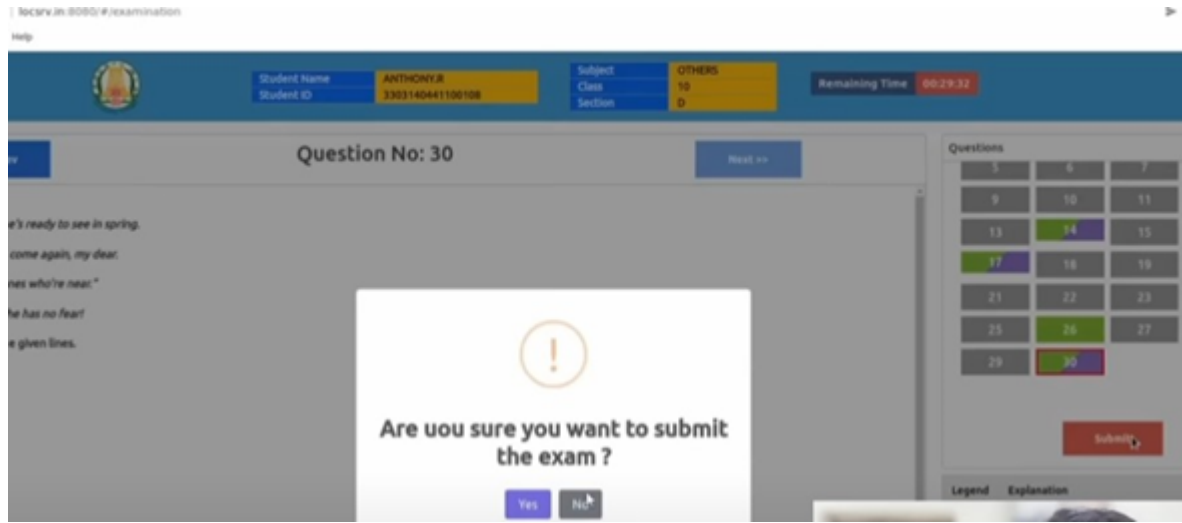 locsrv.in:8080/#/examination
Help
Student Name ANTHONY.R
Student ID 3303140441100108
Subject OTHERS
Class 10
Section D
Remaining Time 00:29:32
Question No: 30
Next >>
e's ready to see in spring.
come again, my dear.
nes who're near."
he has no fear!
e given lines.
Questions
5 6 7
9 10 11
13 14 15
17 18 19
21 22 23
25 26 27
29 30
Submit
Legend Explanation
Are uou sure you want to submit
the exam ?
Yes No